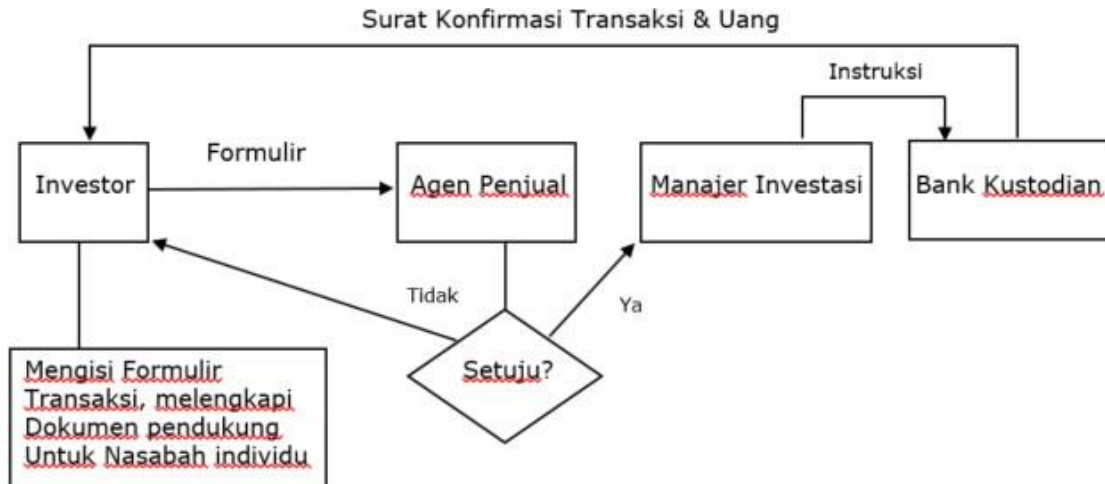 Surat Konfirmasi Transaksi & Uang
Instruksi
Formulir
Investor
Agen Penjual
Manajer Investasi
Bank Kustodian
Tidak
Ya
Setuju?
Mengisi Formulir
Transaksi, melengkapi
Dokumen pendukung
Untuk Nasabah individu